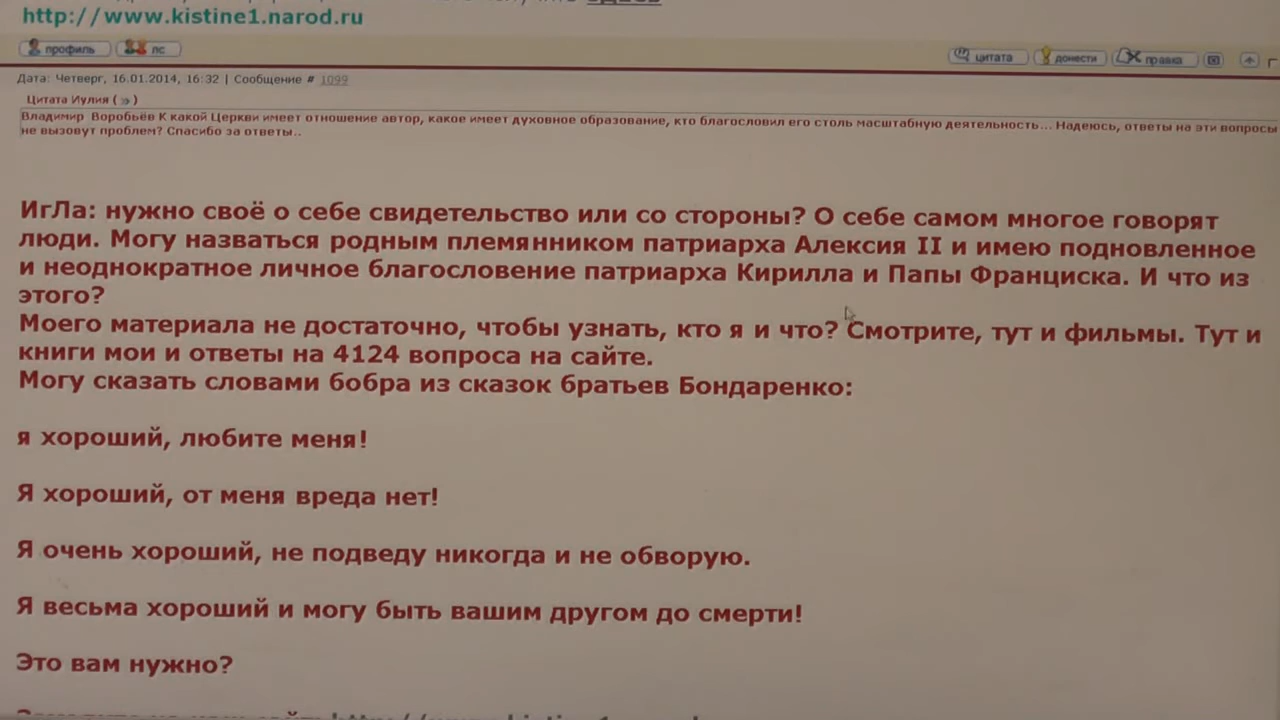 ЗДЕСЬ
http://www.kistine1.narod.ru
профиль лс цитата донести правка
Дата: Четверг, 16.01.2014, 16:32 | Сообщение # 1099
Цитата Иулия ( )
Владимир Воробьёв К какой Церкви имеет отношение автор, какое имеет духовное образование, кто благословил его столь масштабную деятельность... Надеюсь, ответы на эти вопросы
не вызовут проблем? Спасибо за ответы..
ИгЛа: нужно своё о себе свидетельство или со стороны? О себе самом многое говорят
люди. Могу назваться родным племянником патриарха Алексия II и имею подновленное
и неоднократное личное благословение патриарха Кирилла и Папы Франциска. И что из
этого?
Моего материала не достаточно, чтобы узнать, кто я и что? Смотрите, тут и фильмы. Тут и
книги мои и ответы на 4124 вопроса на сайте.
Могу сказать словами бобра из сказок братьев Бондаренко:
я хороший, любите меня!
Я хороший, от меня вреда нет!
Я очень хороший, не подведу никогда и не обворую.
Я весьма хороший и могу быть вашим другом до смерти!
Это вам нужно?